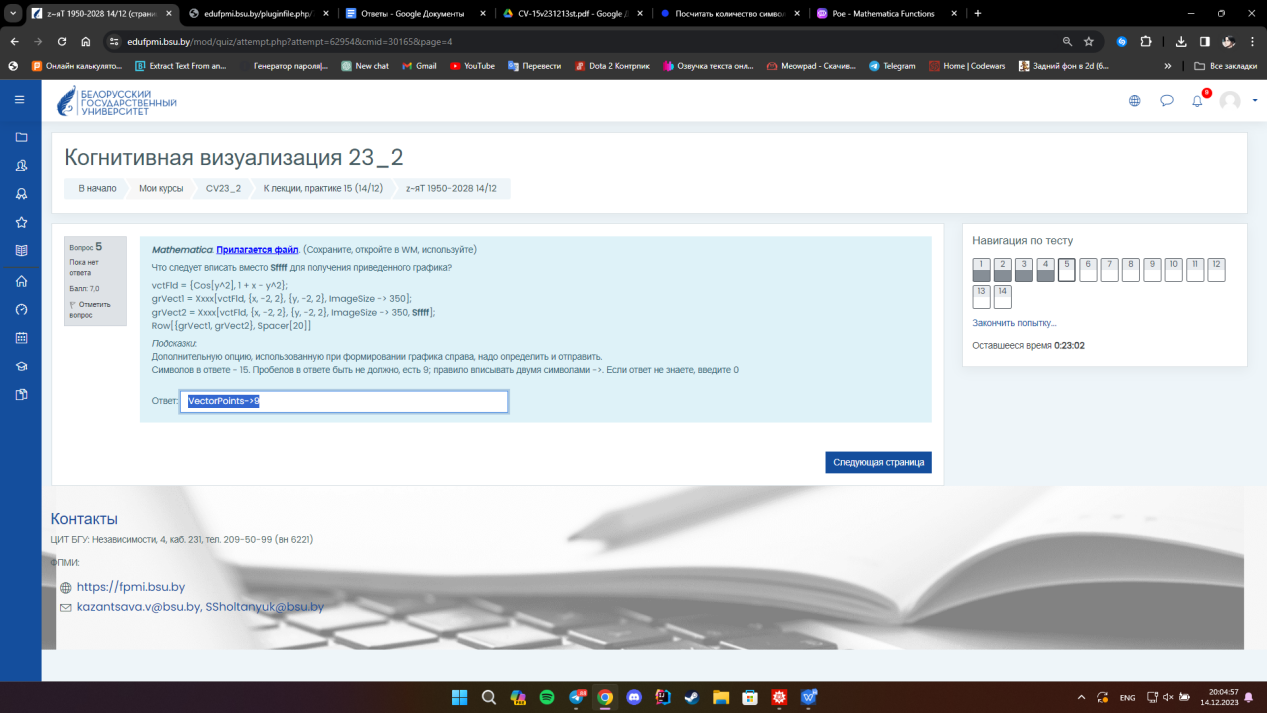 z~яТ 1950-2028 14/12 (страни
edufpmi.bsu.by/pluginfile.php/
Ответы - Google Документы
CV-15v231213st.pdf - Google Д
Посчитать количество символ
Poe - Mathematica Functions
edufpmi.bsu.by/mod/quiz/attempt.php?attempt=62954&cmid=30165&page=4
Онлайн калькулято...
Extract Text From an...
Генератор пароля|...
New chat
Gmail
YouTube
Перевести
Dota 2 Контрпик
Озвучка текста онл...
Meowpad - Скачив...
Telegram
Home | Codewars
Задний фон в 2d (б...
Все закладки
БЕЛОРУССКИЙ
ГОСУДАРСТВЕННЫЙ
УНИВЕРСИТЕТ
9
Когнитивная визуализация 23_2
В начало
Мои курсы
CV23_2
К лекции, практике 15 (14/12)
z~яТ 1950-2028 14/12
Вопрос 5
Пока нет
ответа
Балл: 7,0
Отметить
вопрос
Mathematica. Прилагается файл. (Сохраните, откройте в WM, используйте)
Что следует вписать вместо Sffff для получения приведенного графика?
vctFld = {Cos[y^2], 1 + x - y^2};
grVect1 = Xxxx[vctFld, {x, -2, 2}, {y, -2, 2}, ImageSize -> 350];
grVect2 = Xxxx[vctFld, {x, -2, 2}, {y, -2, 2}, ImageSize -> 350, Sffff];
Row[{grVect1, grVect2}, Spacer[20]]
Подсказки:
Дополнительную опцию, использованную при формировании графика справа, надо определить и отправить.
Символов в ответе - 15. Пробелов в ответе быть не должно, есть 9; правило вписывать двумя символами ->. Если ответ не знаете, введите 0
Ответ: VectorPoints->9
Следующая страница
Навигация по тесту
1 2 3 4 5 6 7 8 9 10 11 12
13 14
Закончить попытку...
Оставшееся время 0:23:02
Контакты
ЦИТ БГУ: Независимости, 4, каб. 231, тел. 209-50-99 (вн 6221)
ФПМИ:
https://fpmi.bsu.by
kazantsava.v@bsu.by, SSholtanyuk@bsu.by
ENG
20:04:57
14.12.2023